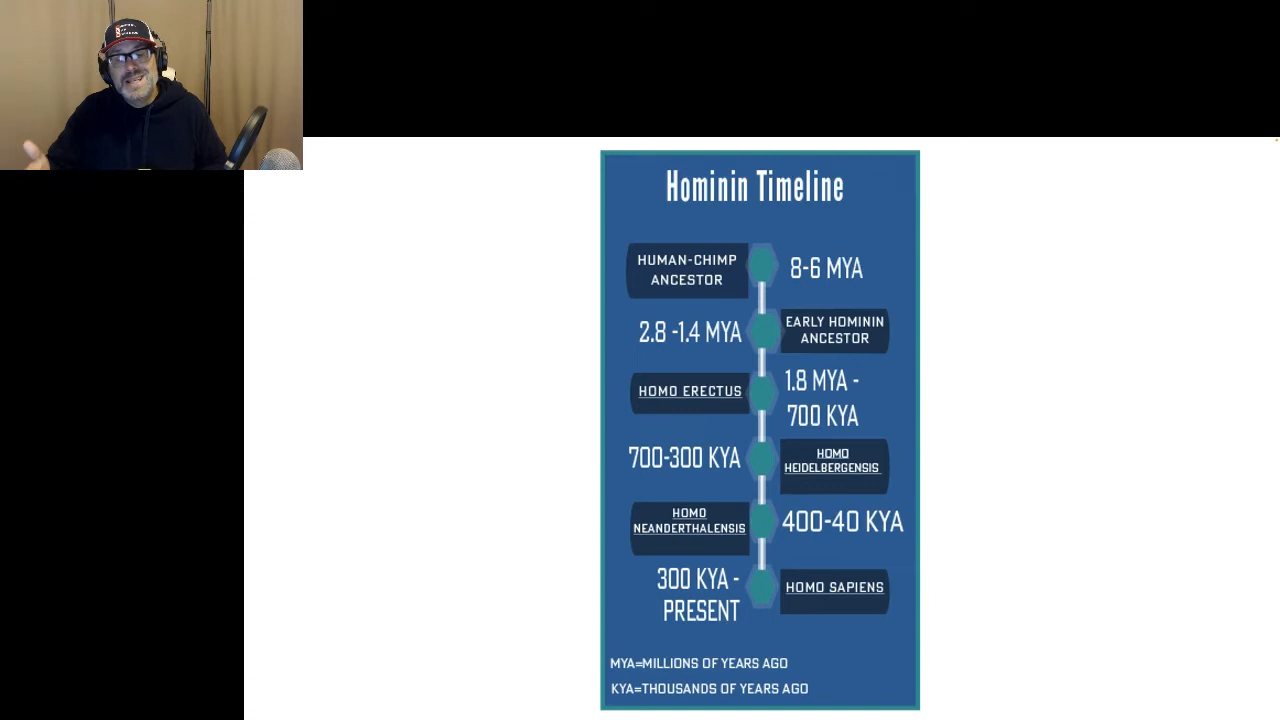 Hominin Timeline
HUMAN-CHIMP
ANCESTOR
8-6 MYA
2.8 -1.4 MYA
EARLY HOMININ
ANCESTOR
HOMO ERECTUS
1.8 MYA -
700 KYA
700-300 KYA
HOMO
HEIDELBERGENSIS
HOMO
NEANDERTHALENSIS
400-40 KYA
300 KYA -
PRESENT
HOMO SAPIENS
MYA=MILLIONS OF YEARS AGO
KYA=THOUSANDS OF YEARS AGO